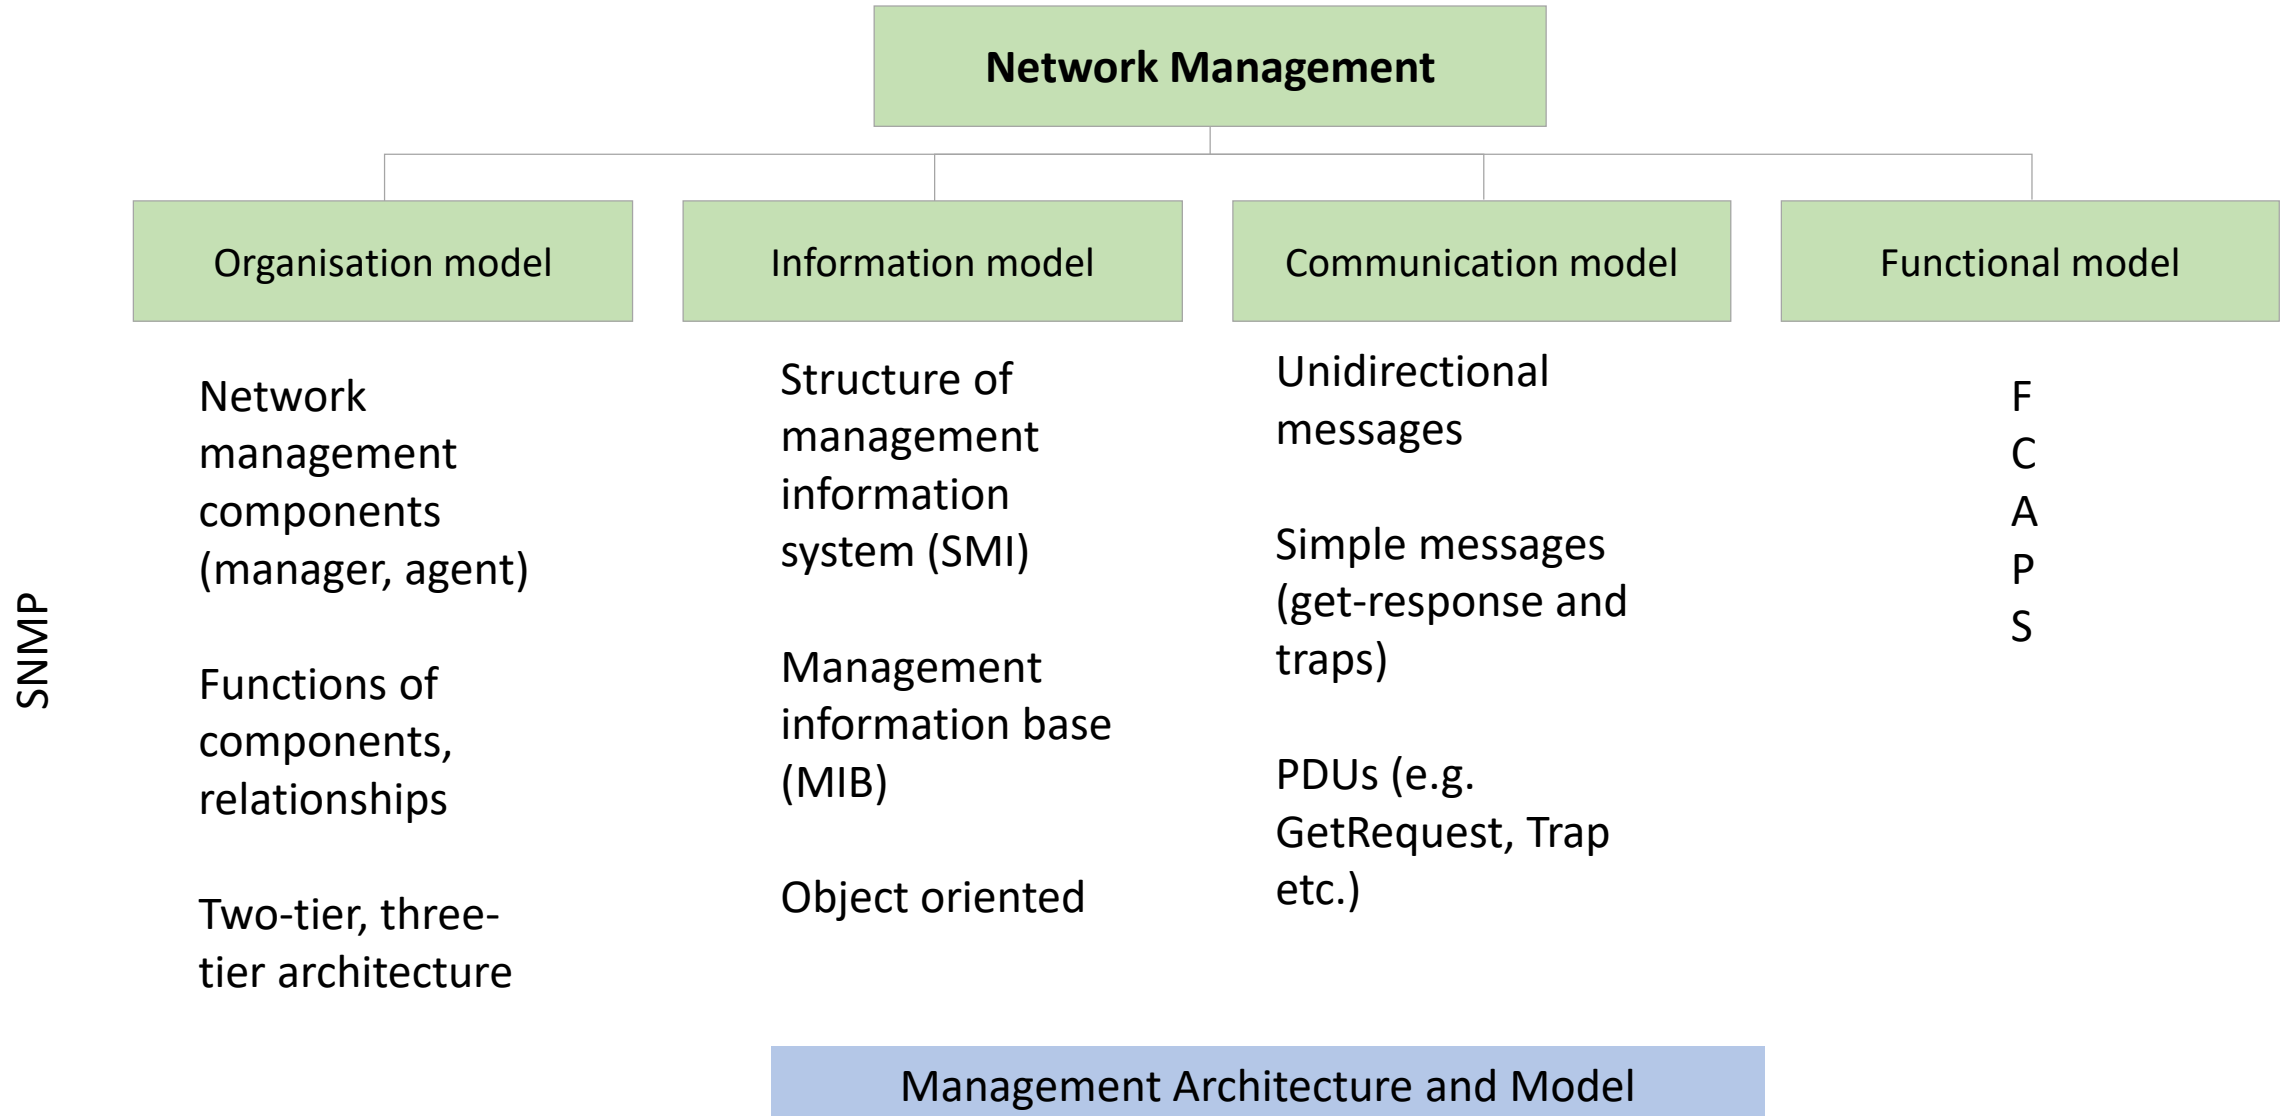 Network Management
Organisation model
Information model
Communication model
Functional model
SNMP
Network
management
components
(manager, agent)
Functions of
components,
relationships
Two-tier, three-
tier architecture
Structure of
management
information
system (SMI)
Management
information base
(MIB)
Object oriented
Unidirectional
messages
Simple messages
(get-response and
traps)
PDUs (e.g.
GetRequest, Trap
etc.)
F
C
A
P
S
Management Architecture and Model